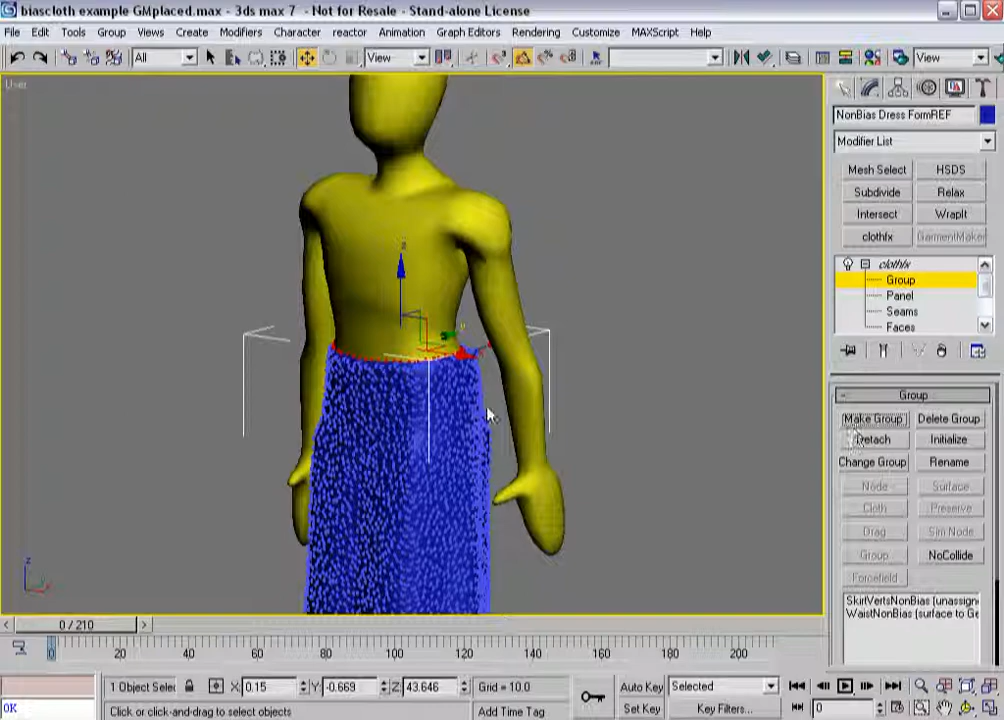 biascloth example GMplaced.max - 3ds max 7 - Not for Resale - Stand-alone License
File Edit Tools Group Views Create Modifiers Character reactor Animation Graph Editors Rendering Customize MAXScript Help
All View View
User
NonBias Dress FormREF
Modifier List
Mesh Select HSDS
Subdivide Relax
Intersect WrapIt
clothfx GarmentMaker
clothfx
Group
Panel
Seams
Faces
- Group
Make Group Delete Group
Detach Initialize
Change Group Rename
Node Surface
Cloth Preserve
Drag Sim Node
Group NoCollide
Forcefield
SkirtVertsNonBias (unassign
WaistNonBias (surface to Ge
z
y
z
< 0 / 210 >
0 20 40 60 80 100 120 140 160 180 200
1 Object Selec X: 0.15 Y: -0.669 Z: 43.646 Grid = 10.0 Auto Key Selected
OK Click or click-and-drag to select objects Add Time Tag Set Key Key Filters... 0